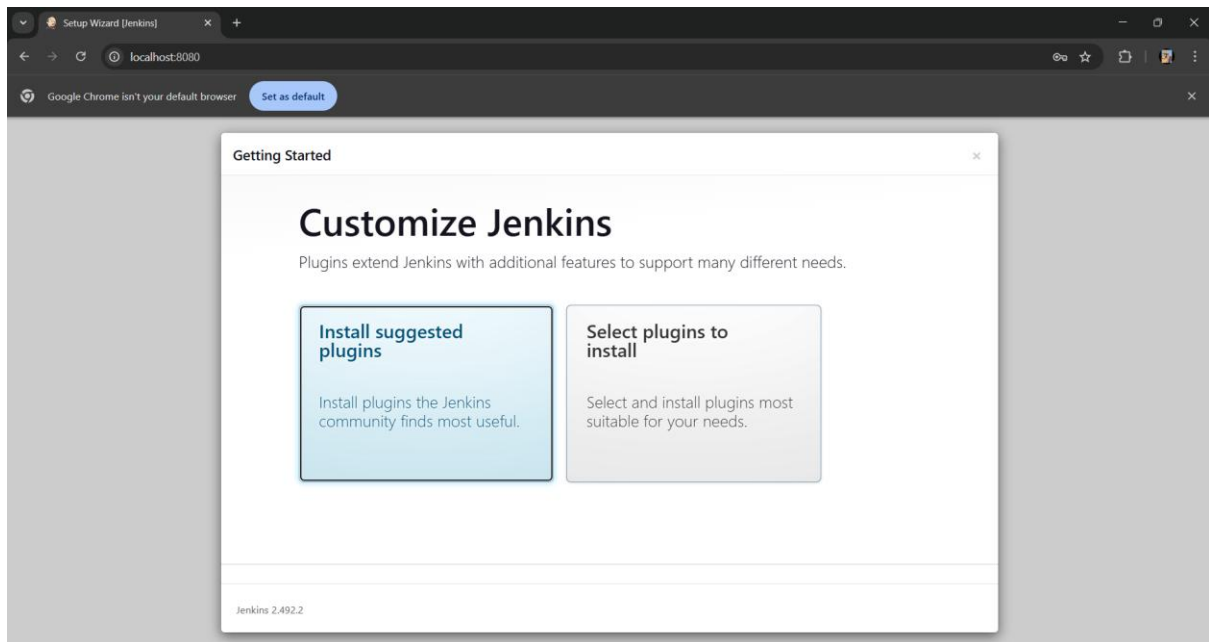 Setup Wizard [Jenkins]
localhost:8080
Google Chrome isn't your default browser
Set as default
Getting Started
Customize Jenkins
Plugins extend Jenkins with additional features to support many different needs.
Install suggested
plugins
Install plugins the Jenkins
community finds most useful.
Select plugins to
install
Select and install plugins most
suitable for your needs.
Jenkins 2.492.2